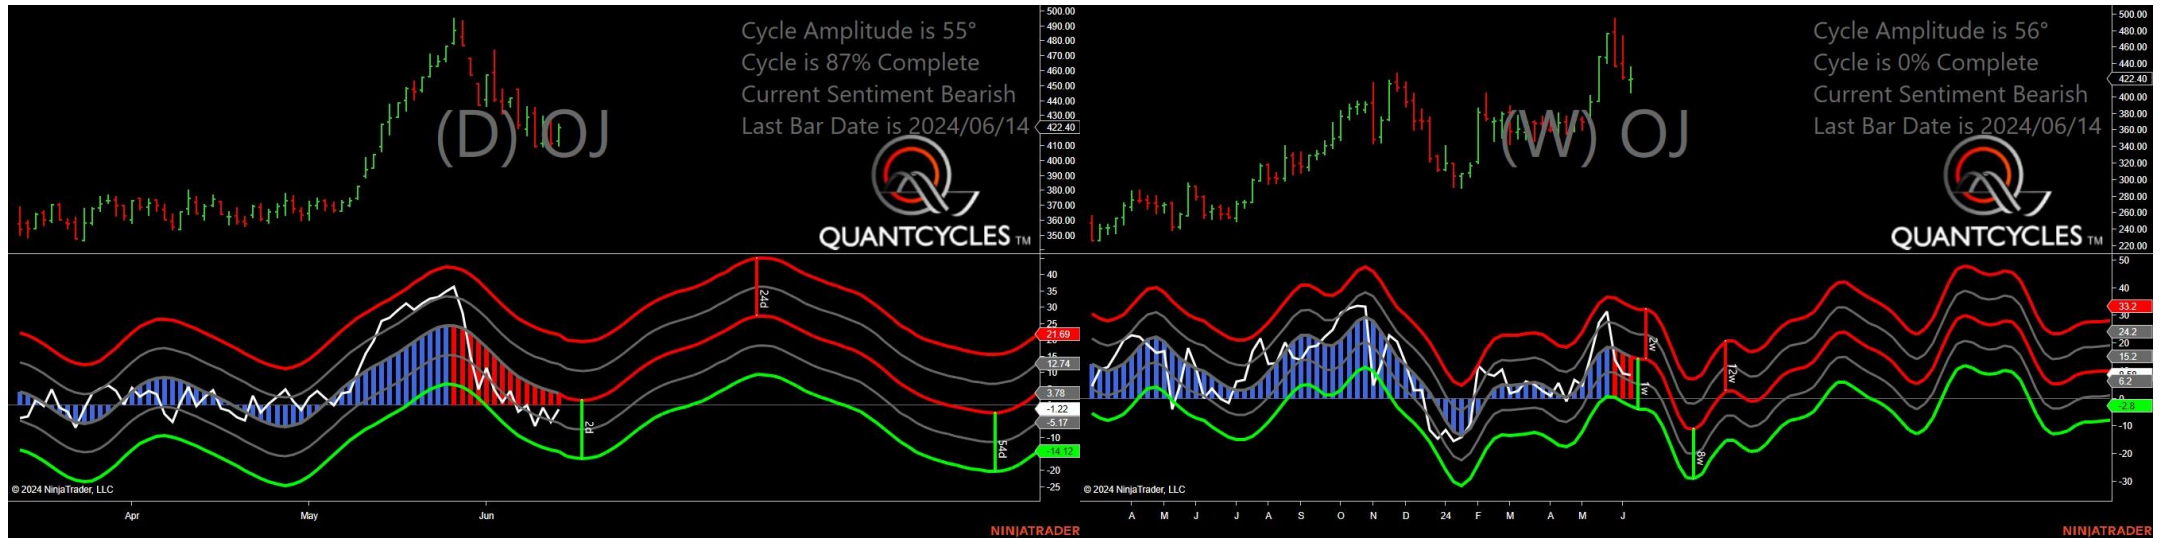 Cycle Amplitude is 55°
Cycle is 87% Complete
Current Sentiment Bearish
Last Bar Date is 2024/06/14
(D) OJ
QUANTCYCLES TM
500.00
490.00
480.00
470.00
460.00
450.00
440.00
430.00
422.40
410.00
400.00
390.00
380.00
370.00
360.00
350.00
40
35
30
25
21.69
15
12.74
10
3.78
-1.22
-5.17
-10
-14.12
-20
-25
2d
24d
54d
© 2024 NinjaTrader, LLC
Apr May Jun
NINJATRADER
Cycle Amplitude is 56°
Cycle is 0% Complete
Current Sentiment Bearish
Last Bar Date is 2024/06/14
(W) OJ
QUANTCYCLES TM
500.00
480.00
460.00
440.00
422.40
400.00
380.00
360.00
340.00
320.00
300.00
280.00
260.00
240.00
220.00
50
40
33.2
30
24.2
20
15.2
6.2
-2.8
-10
-20
-30
2w
1w
12w
8w
© 2024 NinjaTrader, LLC
A M J J A S O N D 24 F M A M J
NINJATRADER